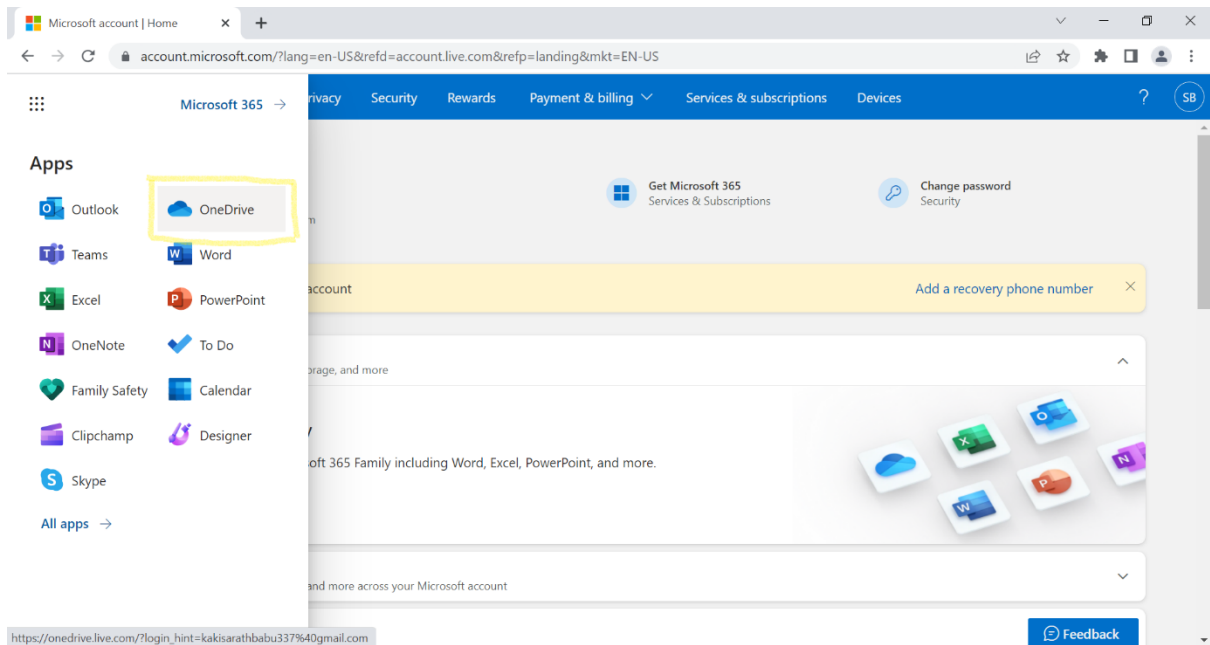 Microsoft account | Home
account.microsoft.com/?lang=en-US&refd=account.live.com&refp=landing&mkt=EN-US
Microsoft 365 →
rivacy Security Rewards Payment & billing Services & subscriptions Devices ? SB
Apps
Outlook OneDrive
Teams Word
Excel PowerPoint
OneNote To Do
Family Safety Calendar
Clipchamp Designer
Skype
All apps →
Get Microsoft 365
Services & Subscriptions
Change password
Security
m
account Add a recovery phone number
orage, and more
y
oft 365 Family including Word, Excel, PowerPoint, and more.
and more across your Microsoft account
Feedback
https://onedrive.live.com/?login_hint=kakisarathbabu337%40gmail.com